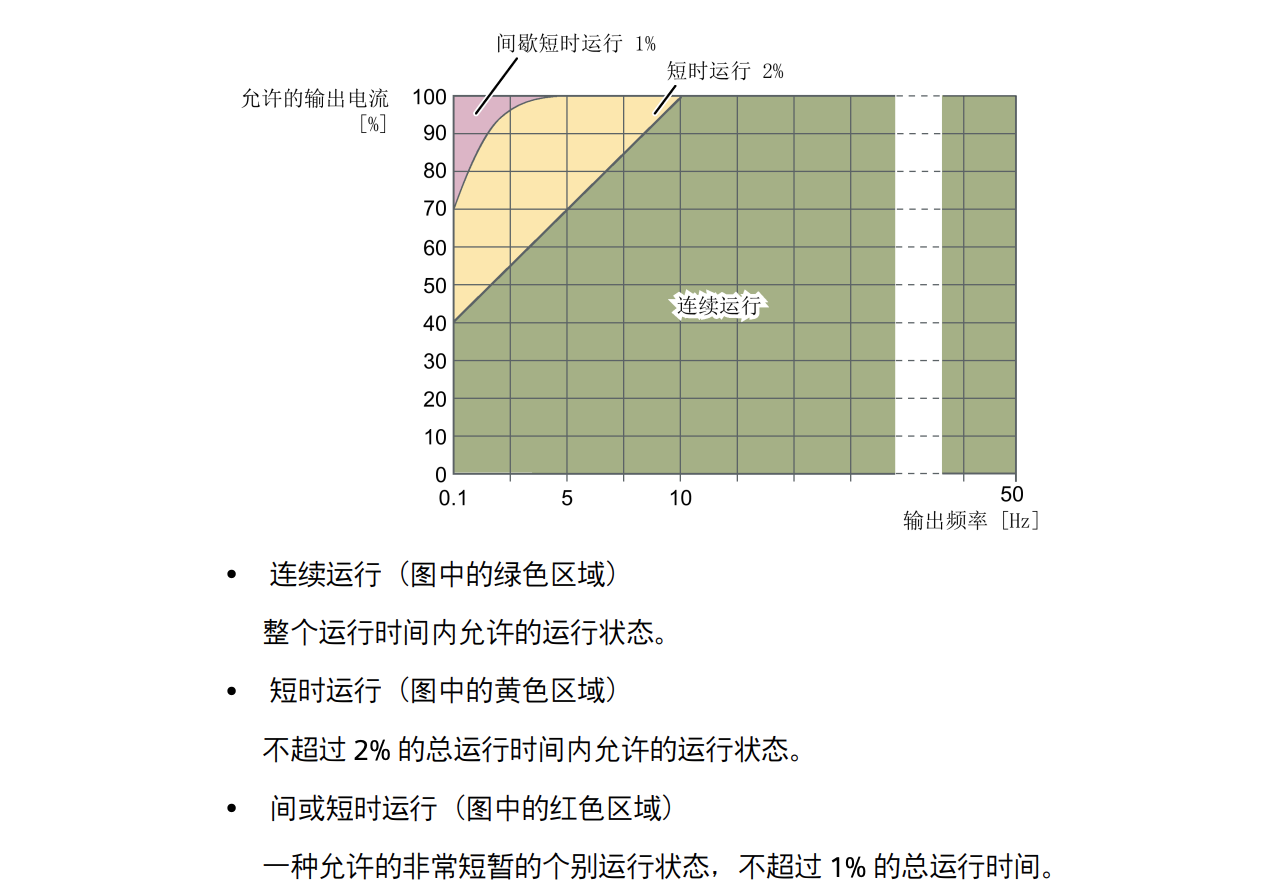 间歇短时运行 1%
短时运行 2%
允许的输出电流
[%]
100
90
80
70
60
50
40
30
20
10
0
连续运行
0.1
5
10
50
输出频率 [Hz]
• 连续运行（图中的绿色区域）
整个运行时间内允许的运行状态。
• 短时运行（图中的黄色区域）
不超过 2% 的总运行时间内允许的运行状态。
• 间或短时运行（图中的红色区域）
一种允许的非常短暂的个别运行状态，不超过 1% 的总运行时间。